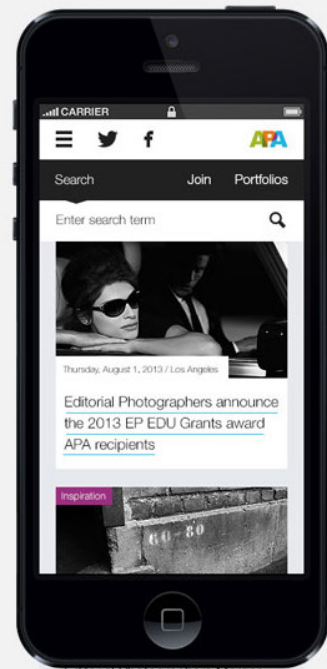 CARRIER
APA
Search Join Portfolios
Enter search term
Thursday, August 1, 2013 / Los Angeles
Editorial Photographers announce
the 2013 EP EDU Grants award
APA recipients
Inspiration
60-80